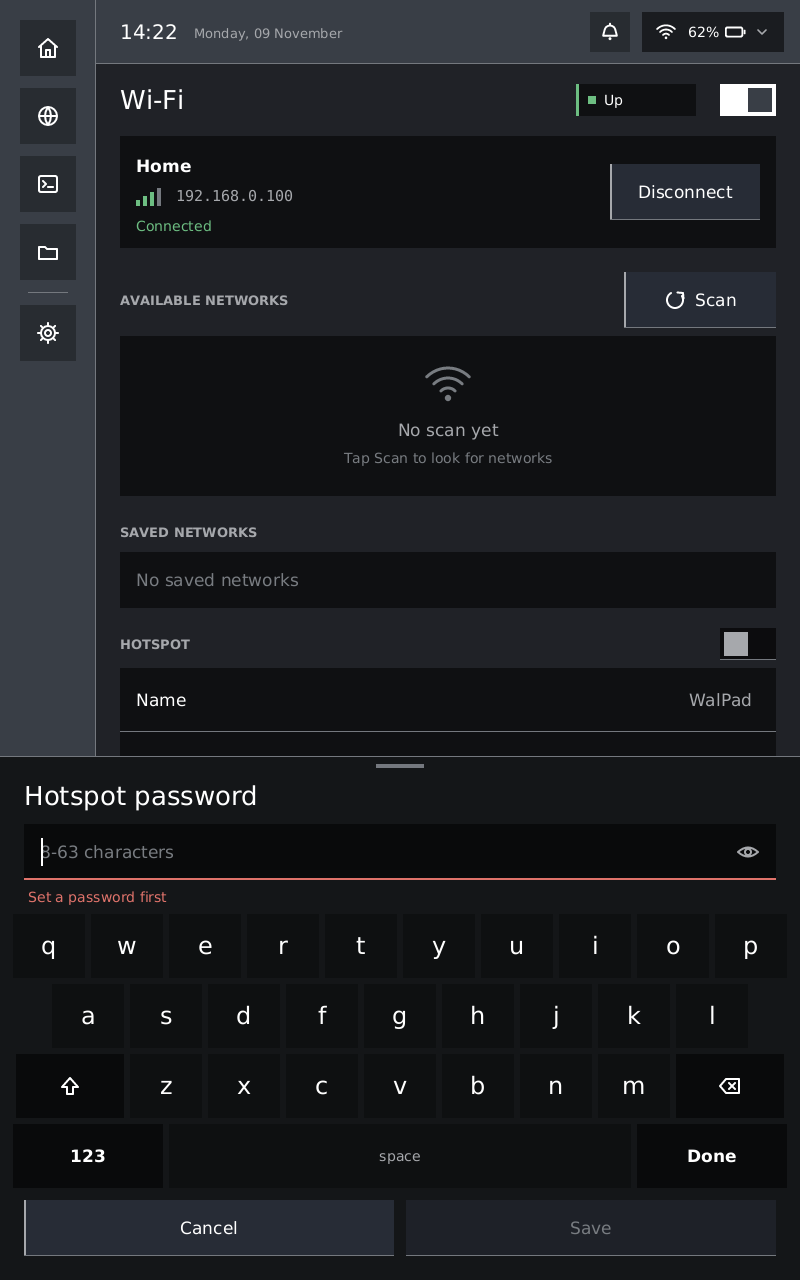 14:22 Monday, 09 November 62%
Wi-Fi Up
Home
192.168.0.100
Disconnect
Connected
AVAILABLE NETWORKS Scan
No scan yet
Tap Scan to look for networks
SAVED NETWORKS
No saved networks
HOTSPOT
Name WalPad
Hotspot password
8-63 characters
Set a password first
q w e r t y u i o p
a s d f g h j k l
z x c v b n m
123 space Done
Cancel Save